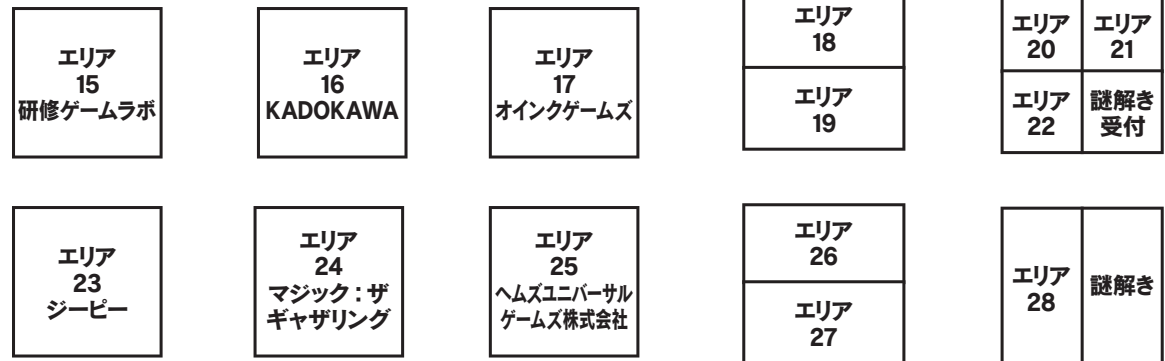 エリア
15
研修ゲームラボ
エリア
16
KADOKAWA
エリア
17
オインクゲームズ
エリア
18
エリア
19
エリア
20
エリア
21
エリア
22
謎解き
受付
エリア
23
ジーピー
エリア
24
マジック : ザ
ギャザリング
エリア
25
ヘムズユニバーサル
ゲームズ株式会社
エリア
26
エリア
27
エリア
28
謎解き